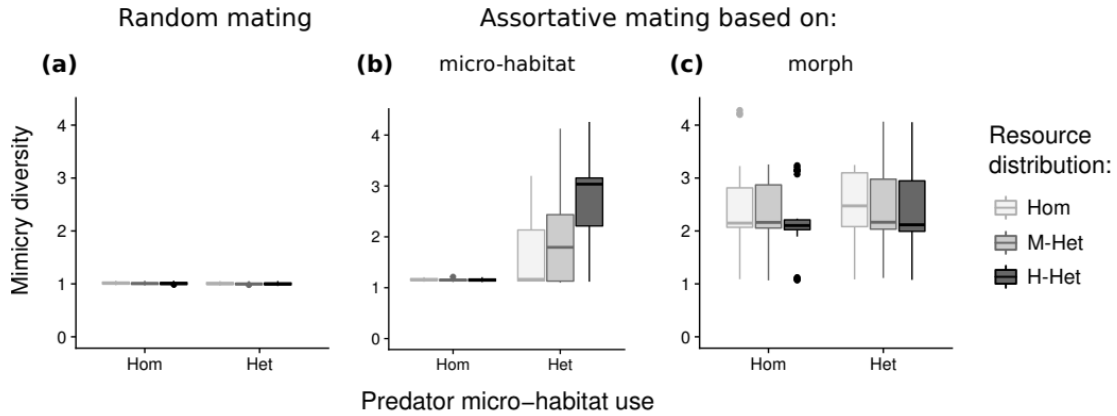 Random mating
Assortative mating based on:
(a)
(b) micro-habitat
(c) morph
Mimicry diversity
4
3
2
1
0
Hom Het
4
3
2
1
0
Hom Het
4
3
2
1
0
Hom Het
Predator micro−habitat use
Resource
distribution:
Hom
M-Het
H-Het